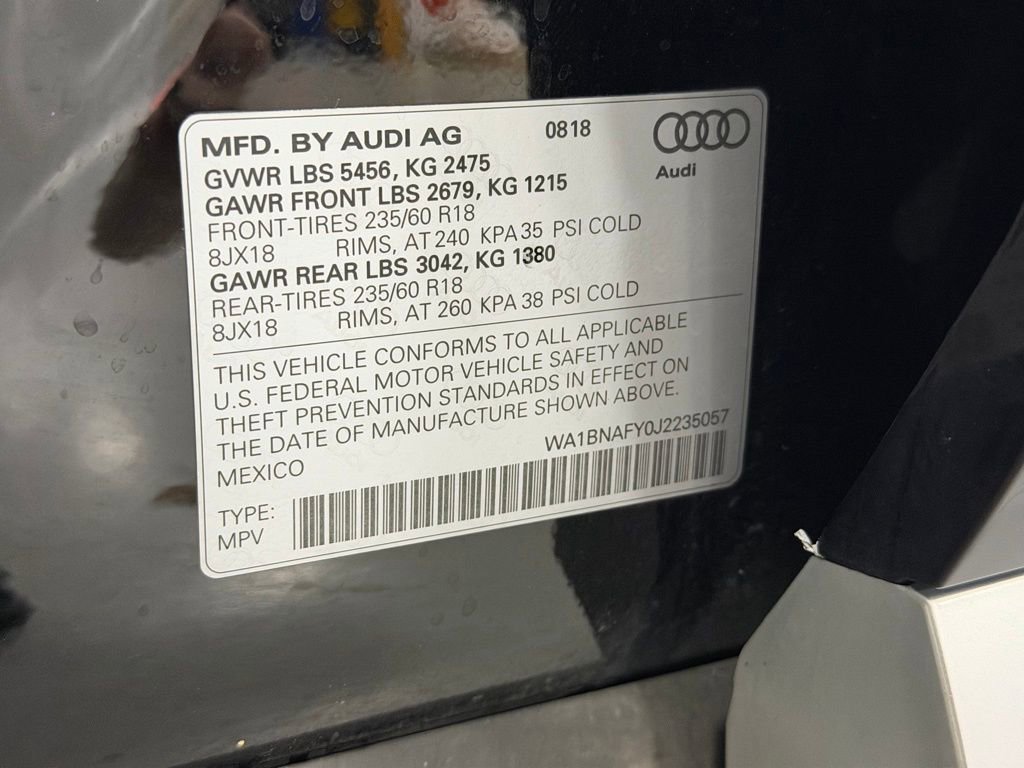 MFD. BY AUDI AG 0818
Audi
GVWR LBS 5456, KG 2475
GAWR FRONT LBS 2679, KG 1215
FRONT-TIRES 235/60 R18
8JX18 RIMS, AT 240 KPA 35 PSI COLD
GAWR REAR LBS 3042, KG 1380
REAR-TIRES 235/60 R18
8JX18 RIMS, AT 260 KPA 38 PSI COLD
THIS VEHICLE CONFORMS TO ALL APPLICABLE
U.S. FEDERAL MOTOR VEHICLE SAFETY AND
THEFT PREVENTION STANDARDS IN EFFECT ON
THE DATE OF MANUFACTURE SHOWN ABOVE.
MEXICO WA1BNAFY0J2235057
TYPE:
MPV